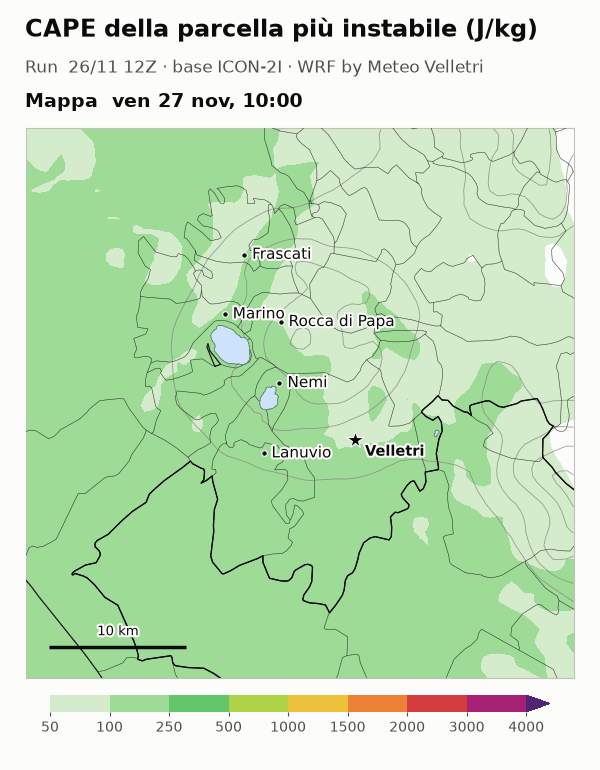 CAPE della parcella più instabile (J/kg)
Run  26/11 12Z · base ICON-2I · WRF by Meteo Velletri
Mappa  ven 27 nov, 10:00
Frascati
Marino
Rocca di Papa
Nemi
Velletri
Lanuvio
10 km
50 100 250 500 1000 1500 2000 3000 4000